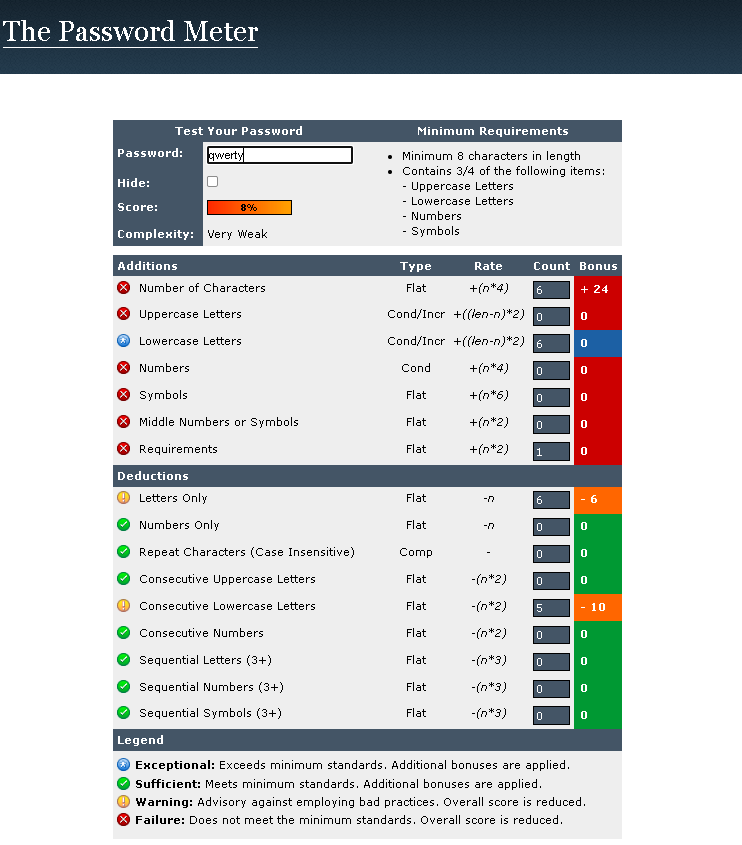 The Password Meter
Test Your Password
Minimum Requirements
Password: qwerty
Hide:
Score: 8%
Complexity: Very Weak
• Minimum 8 characters in length
• Contains 3/4 of the following items:
- Uppercase Letters
- Lowercase Letters
- Numbers
- Symbols
Additions Type Rate Count Bonus
Number of Characters Flat +(n*4) 6 + 24
Uppercase Letters Cond/Incr +((len-n)*2) 0 0
Lowercase Letters Cond/Incr +((len-n)*2) 6 0
Numbers Cond +(n*4) 0 0
Symbols Flat +(n*6) 0 0
Middle Numbers or Symbols Flat +(n*2) 0 0
Requirements Flat +(n*2) 1 0
Deductions
Letters Only Flat -n 6 - 6
Numbers Only Flat -n 0 0
Repeat Characters (Case Insensitive) Comp - 0 0
Consecutive Uppercase Letters Flat -(n*2) 0 0
Consecutive Lowercase Letters Flat -(n*2) 5 - 10
Consecutive Numbers Flat -(n*2) 0 0
Sequential Letters (3+) Flat -(n*3) 0 0
Sequential Numbers (3+) Flat -(n*3) 0 0
Sequential Symbols (3+) Flat -(n*3) 0 0
Legend
Exceptional: Exceeds minimum standards. Additional bonuses are applied.
Sufficient: Meets minimum standards. Additional bonuses are applied.
Warning: Advisory against employing bad practices. Overall score is reduced.
Failure: Does not meet the minimum standards. Overall score is reduced.